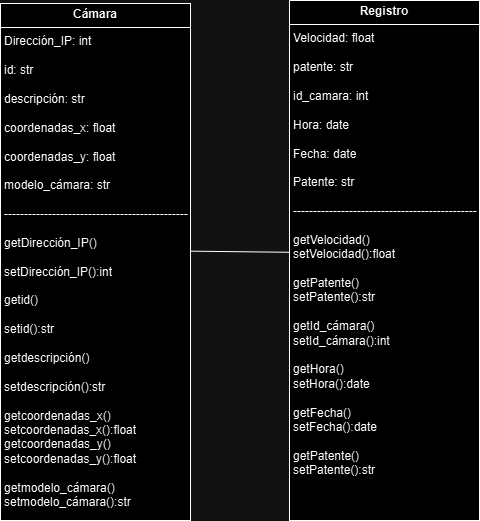 Cámara
Dirección_IP: int
id: str
descripción: str
coordenadas_x: float
coordenadas_y: float
modelo_cámara: str
----------------------------------------------
getDirección_IP()
setDirección_IP():int
getid()
setid():str
getdescripción()
setdescripción():str
getcoordenadas_x()
setcoordenadas_x():float
getcoordenadas_y()
setcoordenadas_y():float
getmodelo_cámara()
setmodelo_cámara():str
Registro
Velocidad: float
patente: str
id_camara: int
Hora: date
Fecha: date
Patente: str
----------------------------------------------
getVelocidad()
setVelocidad():float
getPatente()
setPatente():str
getId_cámara()
setId_cámara():int
getHora()
setHora():date
getFecha()
setFecha():date
getPatente()
setPatente():str